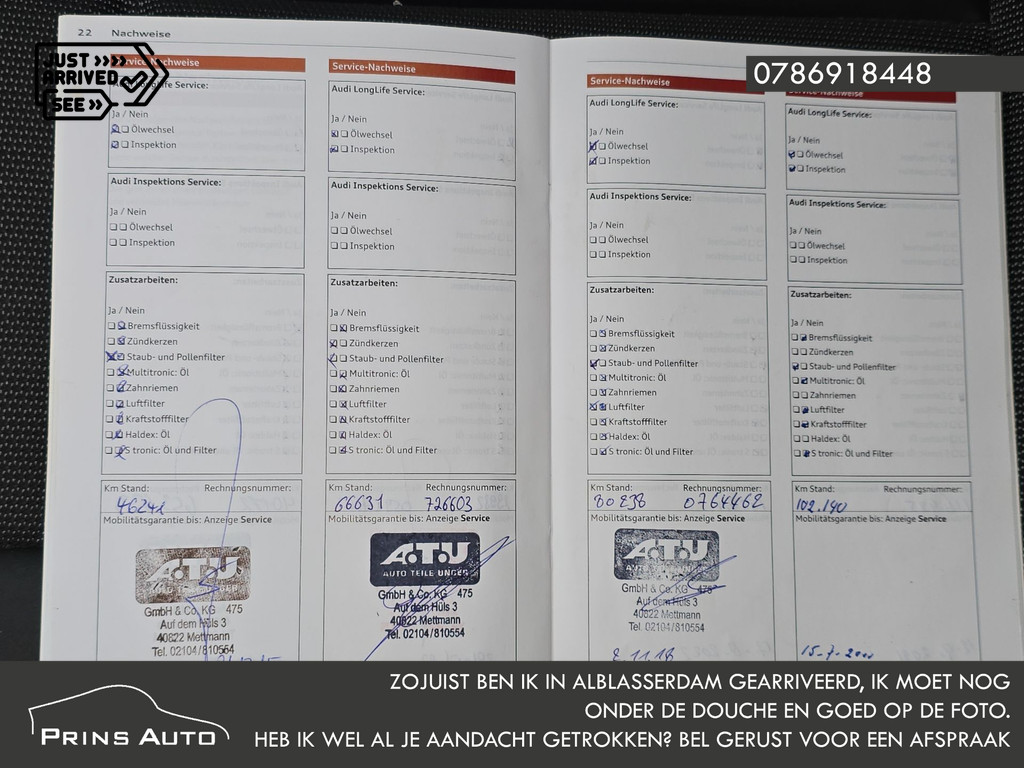 22 Nachweise
JUST
ARRIVED
SEE
0786918448
Service-Nachweise
Audi LongLife Service:
Ja / Nein
Ölwechsel
Inspektion
Audi Inspektions Service:
Ja / Nein
Ölwechsel
Inspektion
Zusatzarbeiten:
Ja / Nein
Bremsflüssigkeit
Zündkerzen
Staub- und Pollenfilter
Multitronic: Öl
Zahnriemen
Luftfilter
Kraftstofffilter
Haldex: Öl
S tronic: Öl und Filter
Km Stand: Rechnungsnummer:
Mobilitätsgarantie bis: Anzeige Service
A.T.U
GmbH & Co. KG 475
Auf dem Hüls 3
40822 Mettmann
Tel. 02104/810554
Service-Nachweise
Audi LongLife Service:
Ja / Nein
Ölwechsel
Inspektion
Audi Inspektions Service:
Ja / Nein
Ölwechsel
Inspektion
Zusatzarbeiten:
Ja / Nein
Bremsflüssigkeit
Zündkerzen
Staub- und Pollenfilter
Multitronic: Öl
Zahnriemen
Luftfilter
Kraftstofffilter
Haldex: Öl
S tronic: Öl und Filter
Km Stand: Rechnungsnummer:
66631 726603
Mobilitätsgarantie bis: Anzeige Service
A.T.U
AUTO TEILE UNGER
GmbH & Co. KG 475
Auf dem Hüls 3
40822 Mettmann
Tel. 02104/810554
Service-Nachweise
Audi LongLife Service:
Ja / Nein
Ölwechsel
Inspektion
Audi Inspektions Service:
Ja / Nein
Ölwechsel
Inspektion
Zusatzarbeiten:
Ja / Nein
Bremsflüssigkeit
Zündkerzen
Staub- und Pollenfilter
Multitronic: Öl
Zahnriemen
Luftfilter
Kraftstofffilter
Haldex: Öl
S tronic: Öl und Filter
Km Stand: Rechnungsnummer:
80238 0764462
Mobilitätsgarantie bis: Anzeige Service
A.T.U
GmbH & Co. KG 475
Auf dem Hüls 3
40822 Mettmann
Tel. 02104/810554
Service-Nachweise
Audi LongLife Service:
Ja / Nein
Ölwechsel
Inspektion
Audi Inspektions Service:
Ja / Nein
Ölwechsel
Inspektion
Zusatzarbeiten:
Ja / Nein
Bremsflüssigkeit
Zündkerzen
Staub- und Pollenfilter
Multitronic: Öl
Zahnriemen
Luftfilter
Kraftstofffilter
Haldex: Öl
S tronic: Öl und Filter
Km Stand: Rechnungsnummer:
102.140
Mobilitätsgarantie bis: Anzeige Service
PRINS AUTO
ZOJUIST BEN IK IN ALBLASSERDAM GEARRIVEERD, IK MOET NOG
ONDER DE DOUCHE EN GOED OP DE FOTO.
HEB IK WEL AL JE AANDACHT GETROKKEN? BEL GERUST VOOR EEN AFSPRAAK